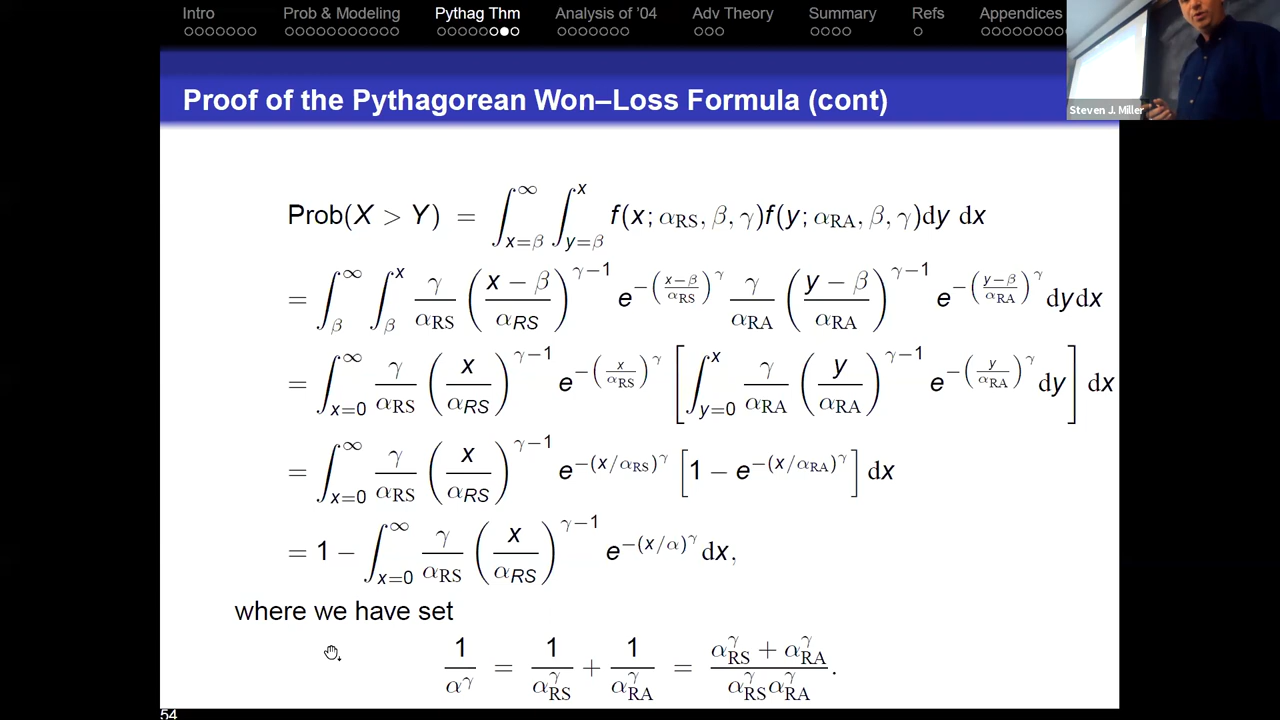 Intro Prob & Modeling Pythag Thm Analysis of '04 Adv Theory Summary Refs Appendices
Steven J. Miller
Proof of the Pythagorean Won–Loss Formula (cont)
Prob(X > Y) = ∫_{x=β}^{∞} ∫_{y=β}^{x} f(x; α_RS, β, γ)f(y; α_RA, β, γ)dy dx
= ∫_{β}^{∞} ∫_{β}^{x} γ/α_RS ((x − β)/α_RS)^{γ−1} e^{−((x−β)/α_RS)^γ} γ/α_RA ((y − β)/α_RA)^{γ−1} e^{−((y−β)/α_RA)^γ} dydx
= ∫_{x=0}^{∞} γ/α_RS (x/α_RS)^{γ−1} e^{−(x/α_RS)^γ} [∫_{y=0}^{x} γ/α_RA (y/α_RA)^{γ−1} e^{−(y/α_RA)^γ} dy] dx
= ∫_{x=0}^{∞} γ/α_RS (x/α_RS)^{γ−1} e^{−(x/α_RS)^γ} [1 − e^{−(x/α_RA)^γ}] dx
= 1 − ∫_{x=0}^{∞} γ/α_RS (x/α_RS)^{γ−1} e^{−(x/α)^γ} dx,
where we have set
1/α^γ = 1/α_RS^γ + 1/α_RA^γ = (α_RS^γ + α_RA^γ)/(α_RS^γ α_RA^γ).
54